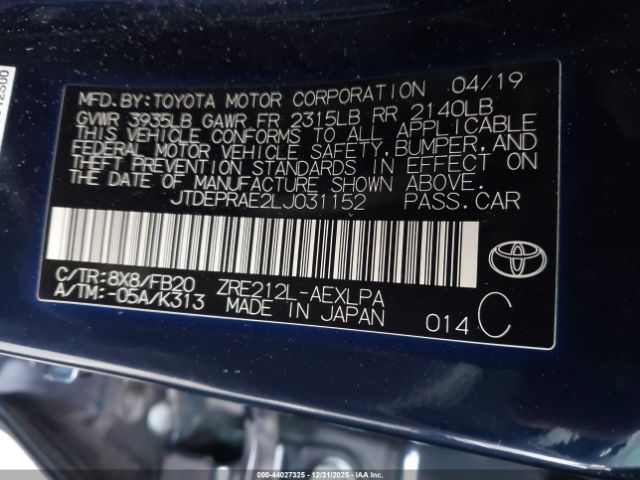 MFD.BY:TOYOTA MOTOR CORPORATION 04/19
GVWR 3935LB GAWR FR 2315LB RR 2140LB
THIS VEHICLE CONFORMS TO ALL APPLICABLE
FEDERAL MOTOR VEHICLE SAFETY,BUMPER,AND
THEFT PREVENTION STANDARDS IN EFFECT ON
THE DATE OF MANUFACTURE SHOWN ABOVE.
JTDEPRAE2LJ031152 PASS.CAR
C/TR:8X8/FB20 ZRE212L-AEXLPA
A/TM:-05A/K313 MADE IN JAPAN 014 C
000-44027325 - 12/31/2025 - IAAI.COM